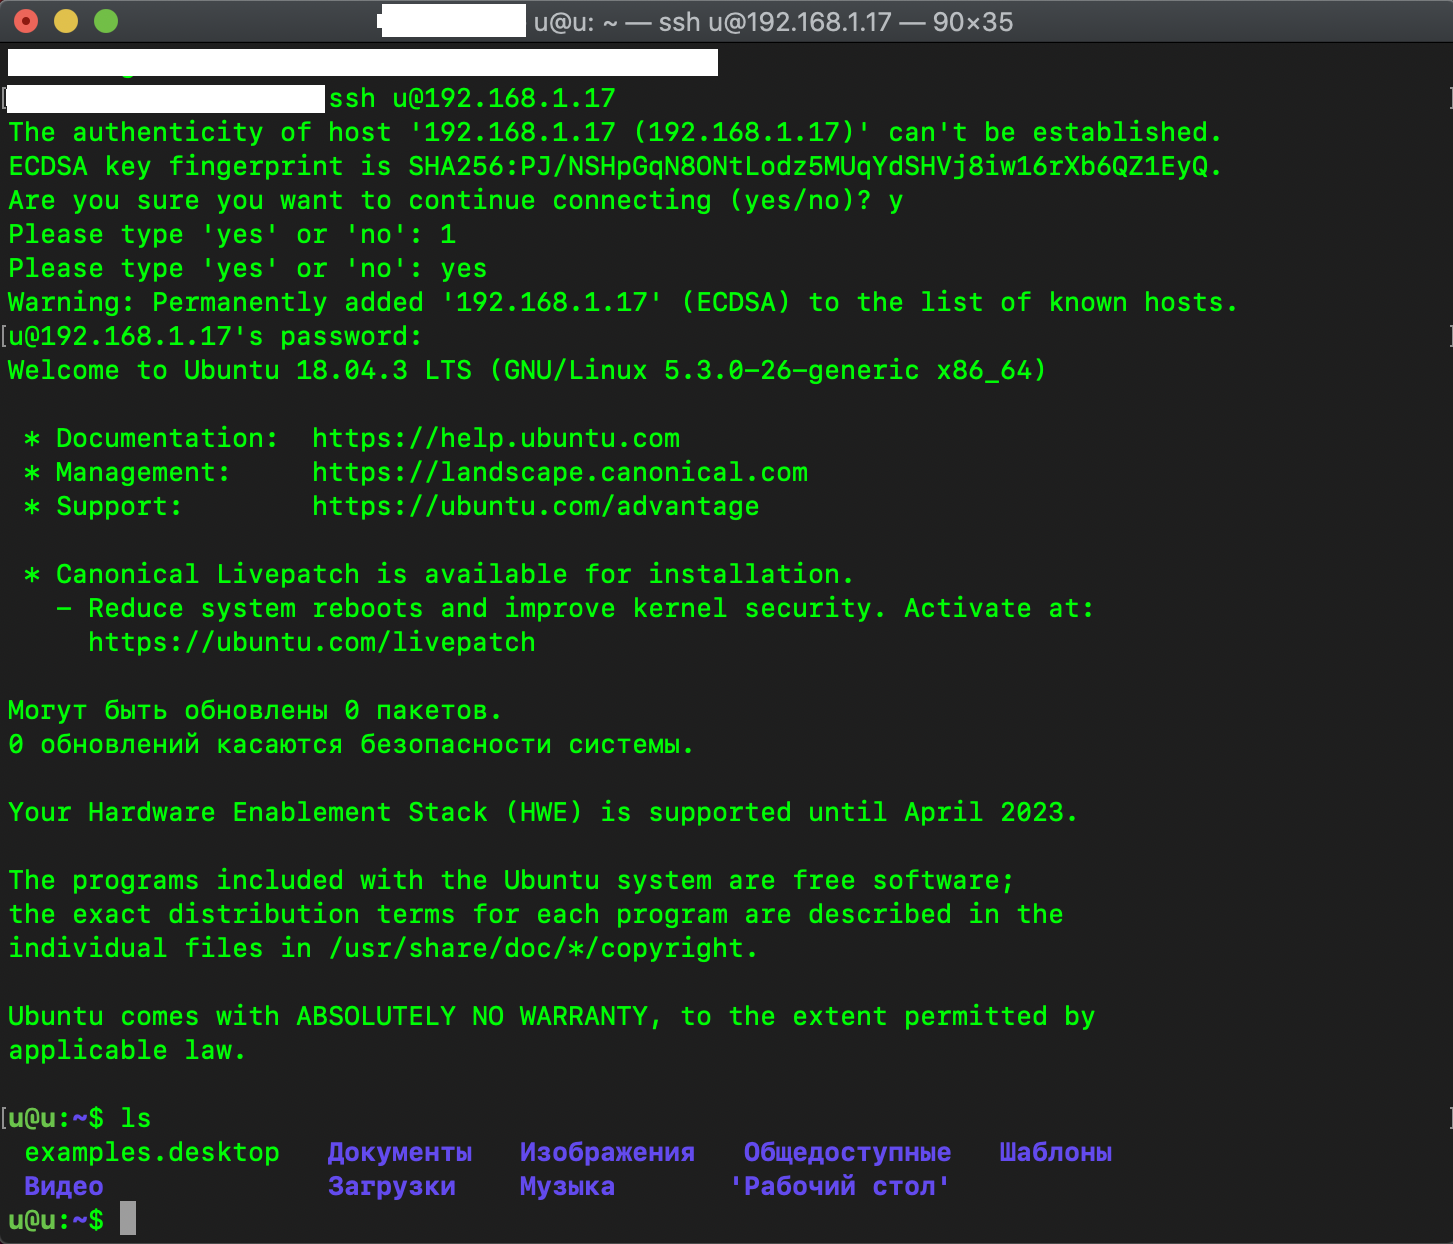 u@u: ~ — ssh u@192.168.1.17 — 90×35
ssh u@192.168.1.17
The authenticity of host '192.168.1.17 (192.168.1.17)' can't be established.
ECDSA key fingerprint is SHA256:PJ/NSHpGqN8ONtLodz5MUqYdSHVj8iw16rXb6QZ1EyQ.
Are you sure you want to continue connecting (yes/no)? y
Please type 'yes' or 'no': 1
Please type 'yes' or 'no': yes
Warning: Permanently added '192.168.1.17' (ECDSA) to the list of known hosts.
u@192.168.1.17's password:
Welcome to Ubuntu 18.04.3 LTS (GNU/Linux 5.3.0-26-generic x86_64)
* Documentation:  https://help.ubuntu.com
* Management:     https://landscape.canonical.com
* Support:        https://ubuntu.com/advantage
* Canonical Livepatch is available for installation.
- Reduce system reboots and improve kernel security. Activate at:
https://ubuntu.com/livepatch
Могут быть обновлены 0 пакетов.
0 обновлений касаются безопасности системы.
Your Hardware Enablement Stack (HWE) is supported until April 2023.
The programs included with the Ubuntu system are free software;
the exact distribution terms for each program are described in the
individual files in /usr/share/doc/*/copyright.
Ubuntu comes with ABSOLUTELY NO WARRANTY, to the extent permitted by
applicable law.
u@u:~$ ls
examples.desktop   Документы   Изображения   Общедоступные   Шаблоны
Видео              Загрузки    Музыка       'Рабочий стол'
u@u:~$